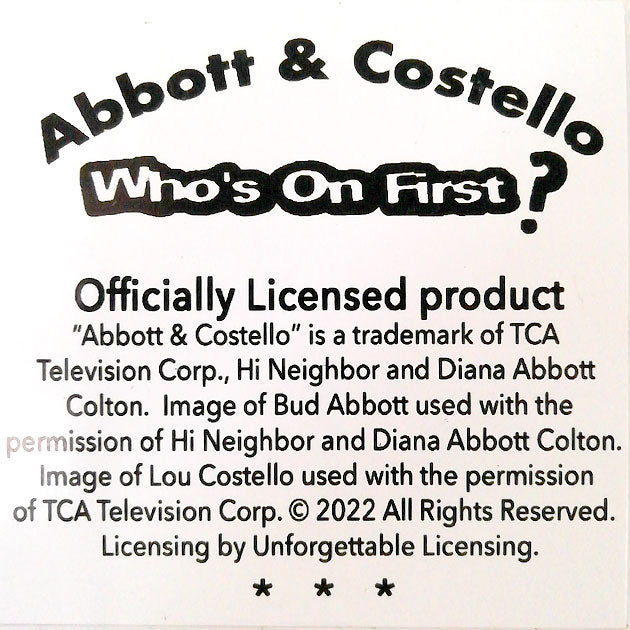 Abbott & Costello
Who's On First?
Officially Licensed product
“Abbott & Costello” is a trademark of TCA
Television Corp., Hi Neighbor and Diana Abbott
Colton.  Image of Bud Abbott used with the
permission of Hi Neighbor and Diana Abbott Colton.
Image of Lou Costello used with the permission
of TCA Television Corp. © 2022 All Rights Reserved.
Licensing by Unforgettable Licensing.
* * *